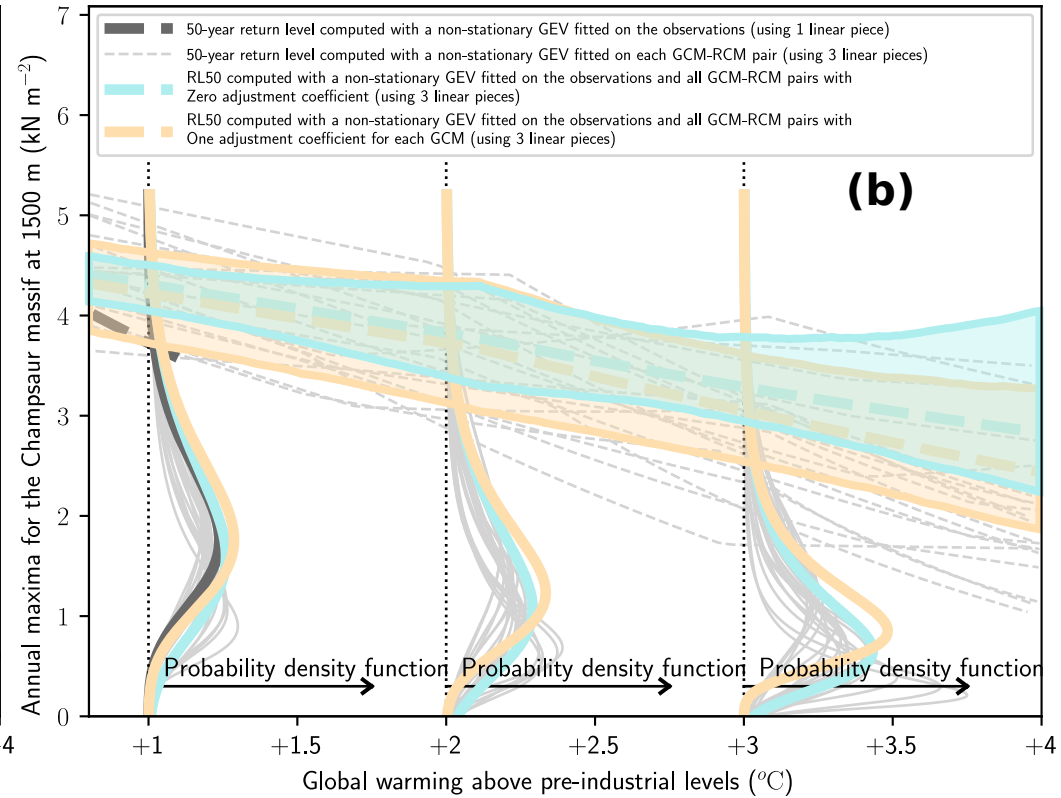 7
6
5
4
3
2
1
0
Annual maxima for the Champsaur massif at 1500 m (kN m⁻²)
50-year return level computed with a non-stationary GEV fitted on the observations (using 1 linear piece)
50-year return level computed with a non-stationary GEV fitted on each GCM-RCM pair (using 3 linear pieces)
RL50 computed with a non-stationary GEV fitted on the observations and all GCM-RCM pairs with
Zero adjustment coefficient (using 3 linear pieces)
RL50 computed with a non-stationary GEV fitted on the observations and all GCM-RCM pairs with
One adjustment coefficient for each GCM (using 3 linear pieces)
(b)
Probability density function
Probability density function
Probability density function
+4
+1
+1.5
+2
+2.5
+3
+3.5
+4
Global warming above pre-industrial levels (°C)